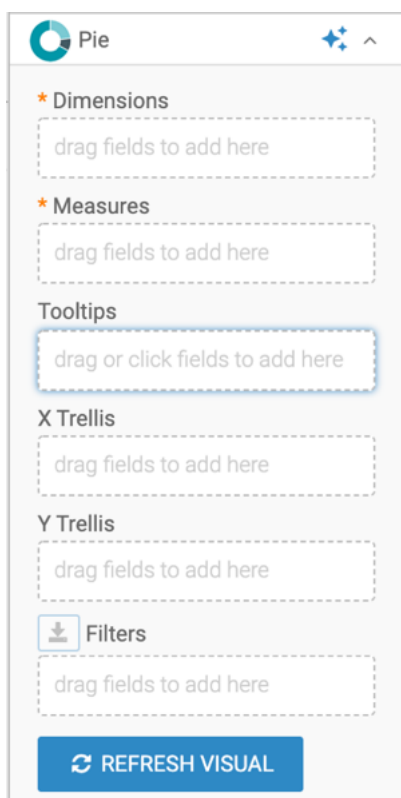 Pie
* Dimensions
drag fields to add here
* Measures
drag fields to add here
Tooltips
drag or click fields to add here
X Trellis
drag fields to add here
Y Trellis
drag fields to add here
Filters
drag fields to add here
REFRESH VISUAL